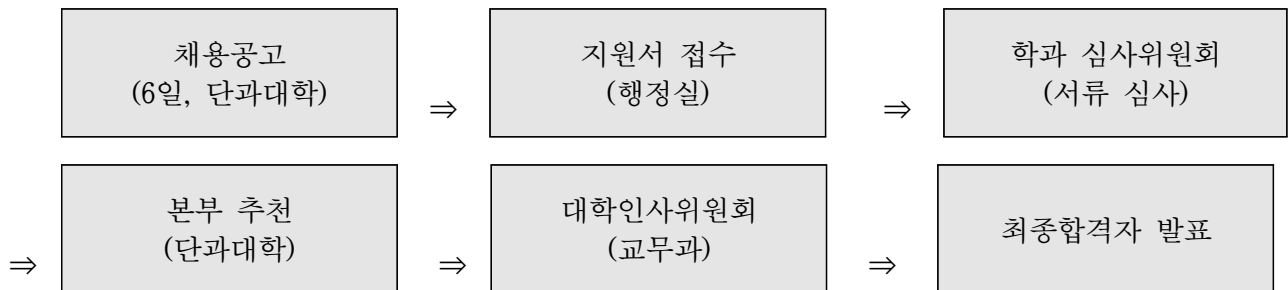 채용공고
(6일, 단과대학)
⇒
지원서 접수
(행정실)
⇒
학과 심사위원회
(서류 심사)
⇒
본부 추천
(단과대학)
⇒
대학인사위원회
(교무과)
⇒
최종합격자 발표